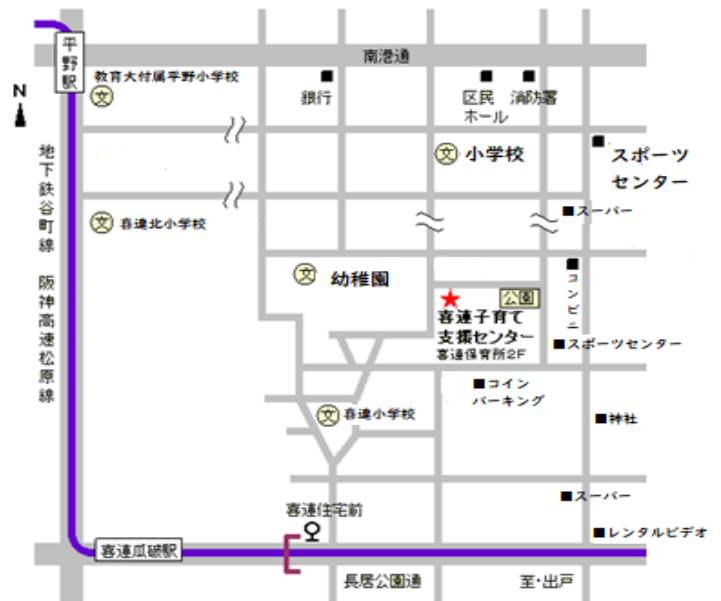 平野駅
南港通
教育大付属平野小学校
文
銀行
区民
ホール
消防署
N
文
小学校
スポーツ
センター
地下鉄谷町線 阪神高速松原線
文
喜連北小学校
スーパー
文
幼稚園
公園
コンビニ
喜連子育て
支援センター
喜連保育所2F
スポーツセンター
コイン
パーキング
文
喜連小学校
神社
スーパー
喜連住宅前
レンタルビデオ
喜連瓜破駅
長居公園通
至・出戸